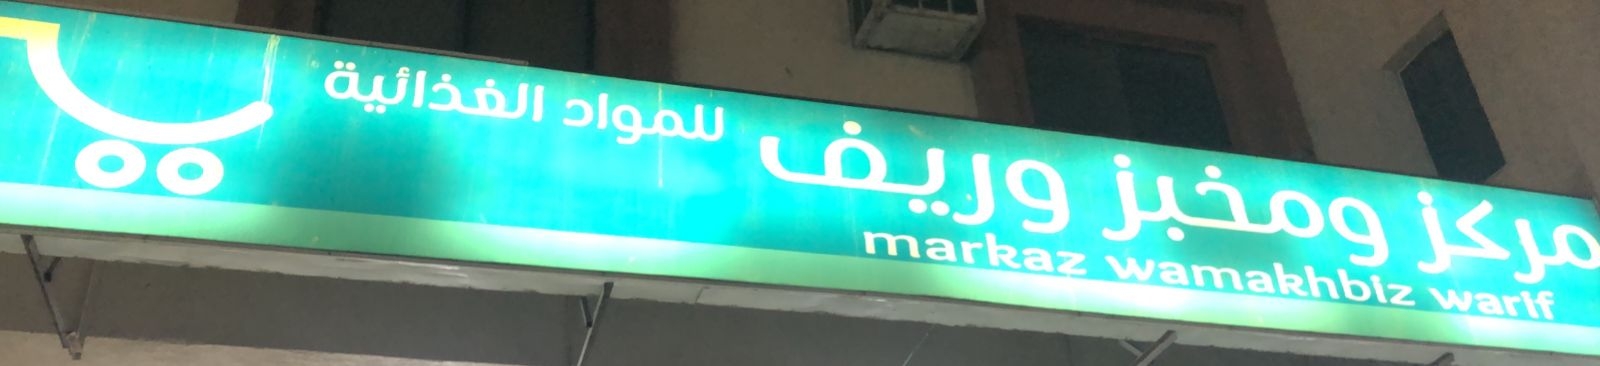 مركز ومخبز وريف للمواد الغذائية
markaz wamakhbiz warif